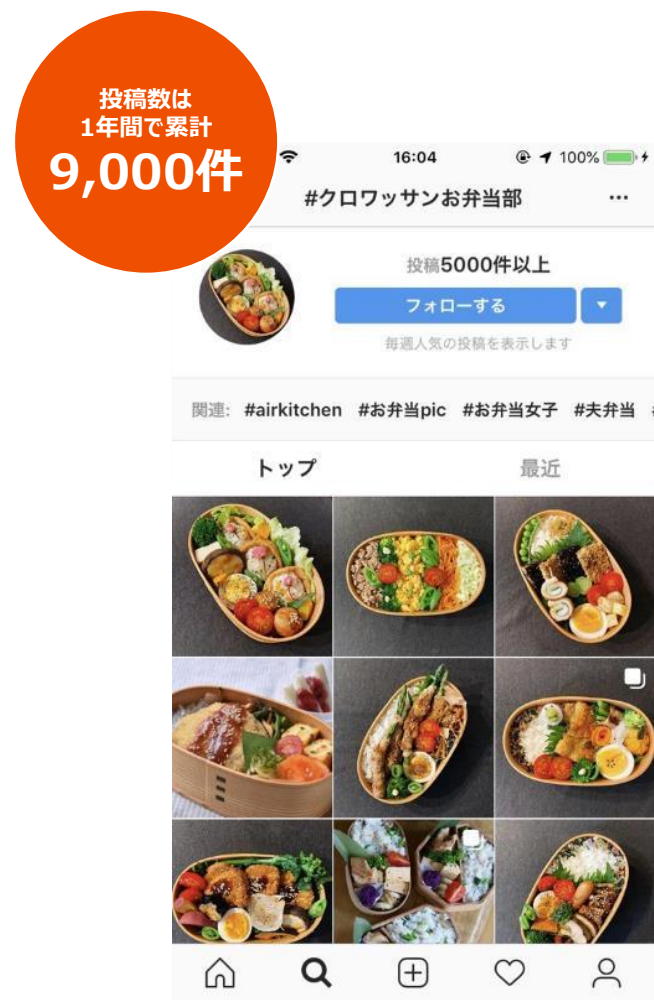 投稿数は
1年間で累計
9,000件
16:04
100%
#クロワッサンお弁当部
投稿5000件以上
フォローする
毎週人気の投稿を表示します
関連: #airkitchen #お弁当pic #お弁当女子 #夫弁当 #
トップ 最近